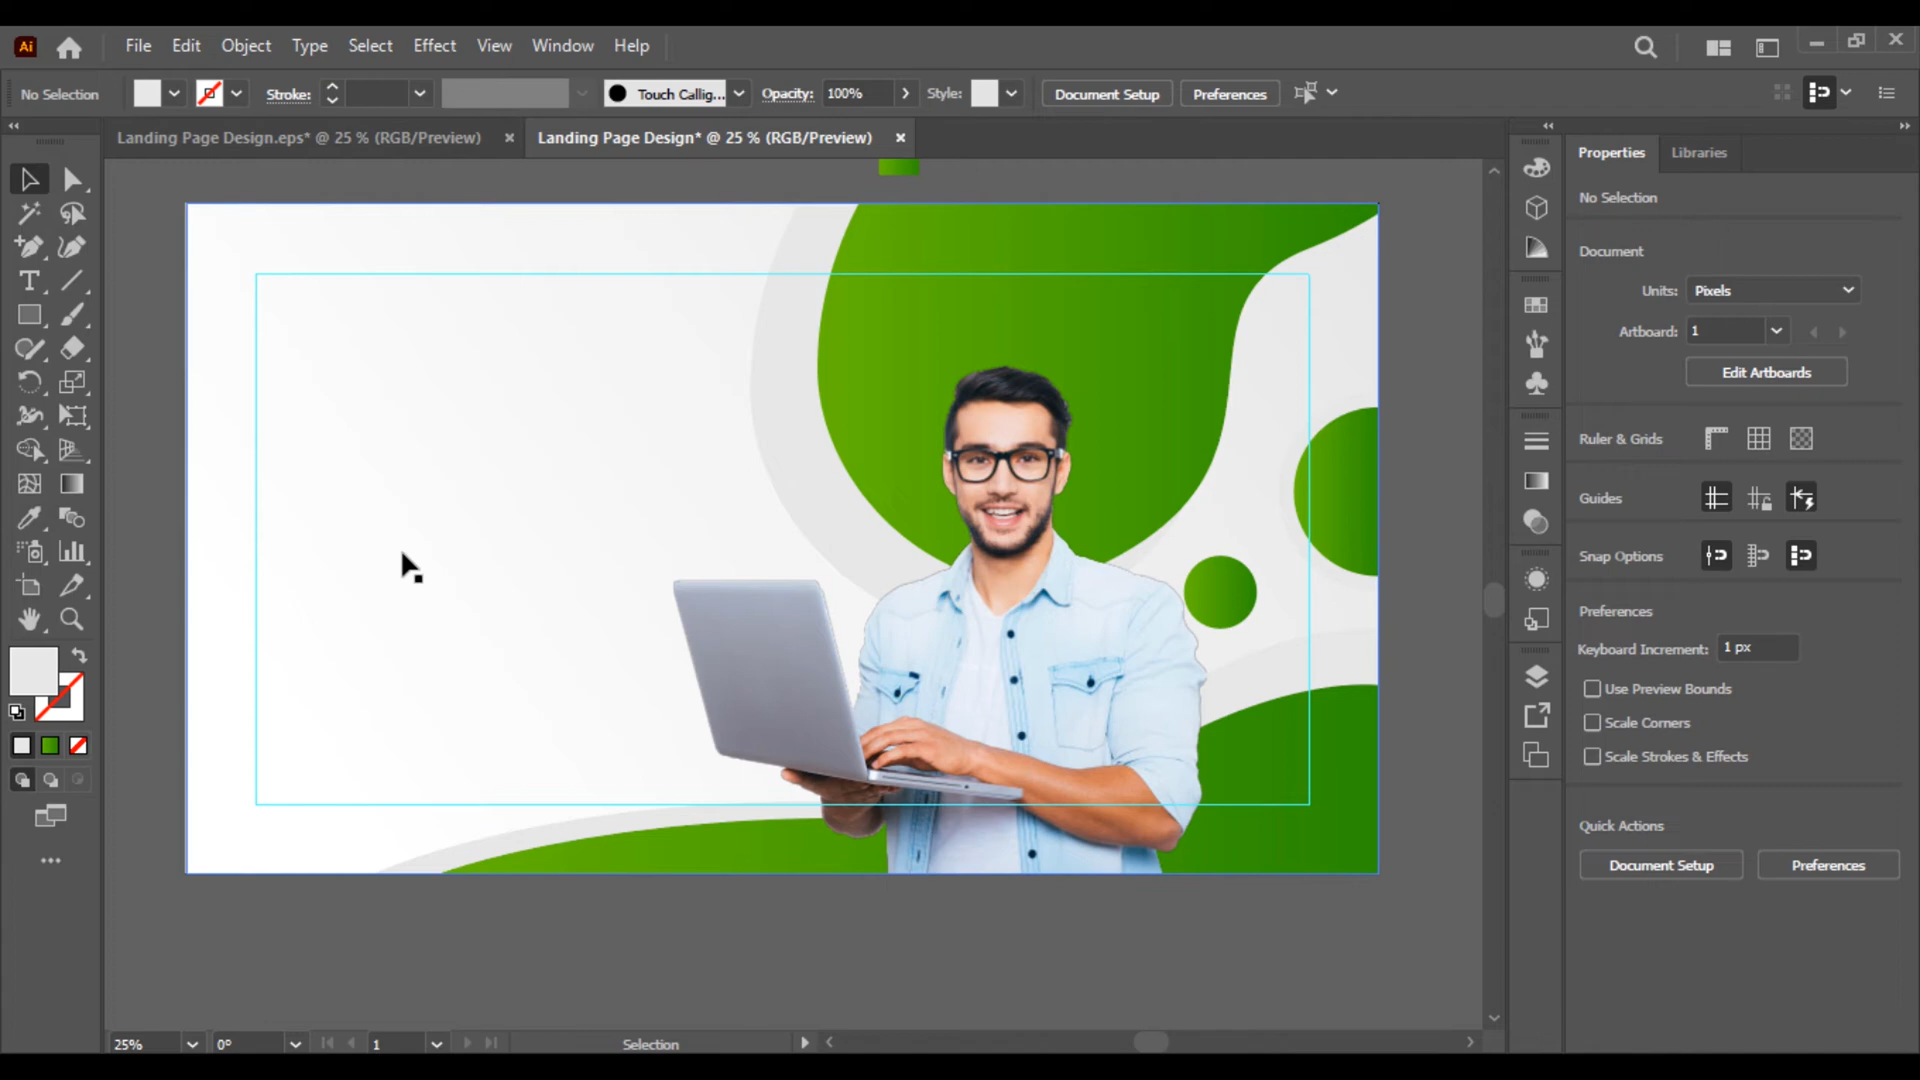 Ai File Edit Object Type Select Effect View Window Help
No Selection Stroke: Touch Callig... Opacity: 100% Style: Document Setup Preferences
Landing Page Design.eps* @ 25 % (RGB/Preview) × Landing Page Design* @ 25 % (RGB/Preview) ×
Properties Libraries
No Selection
Document
Units: Pixels
Artboard: 1
Edit Artboards
Ruler & Grids
Guides
Snap Options
Preferences
Keyboard Increment: 1 px
Use Preview Bounds
Scale Corners
Scale Strokes & Effects
Quick Actions
Document Setup Preferences
25% 0° 1 Selection